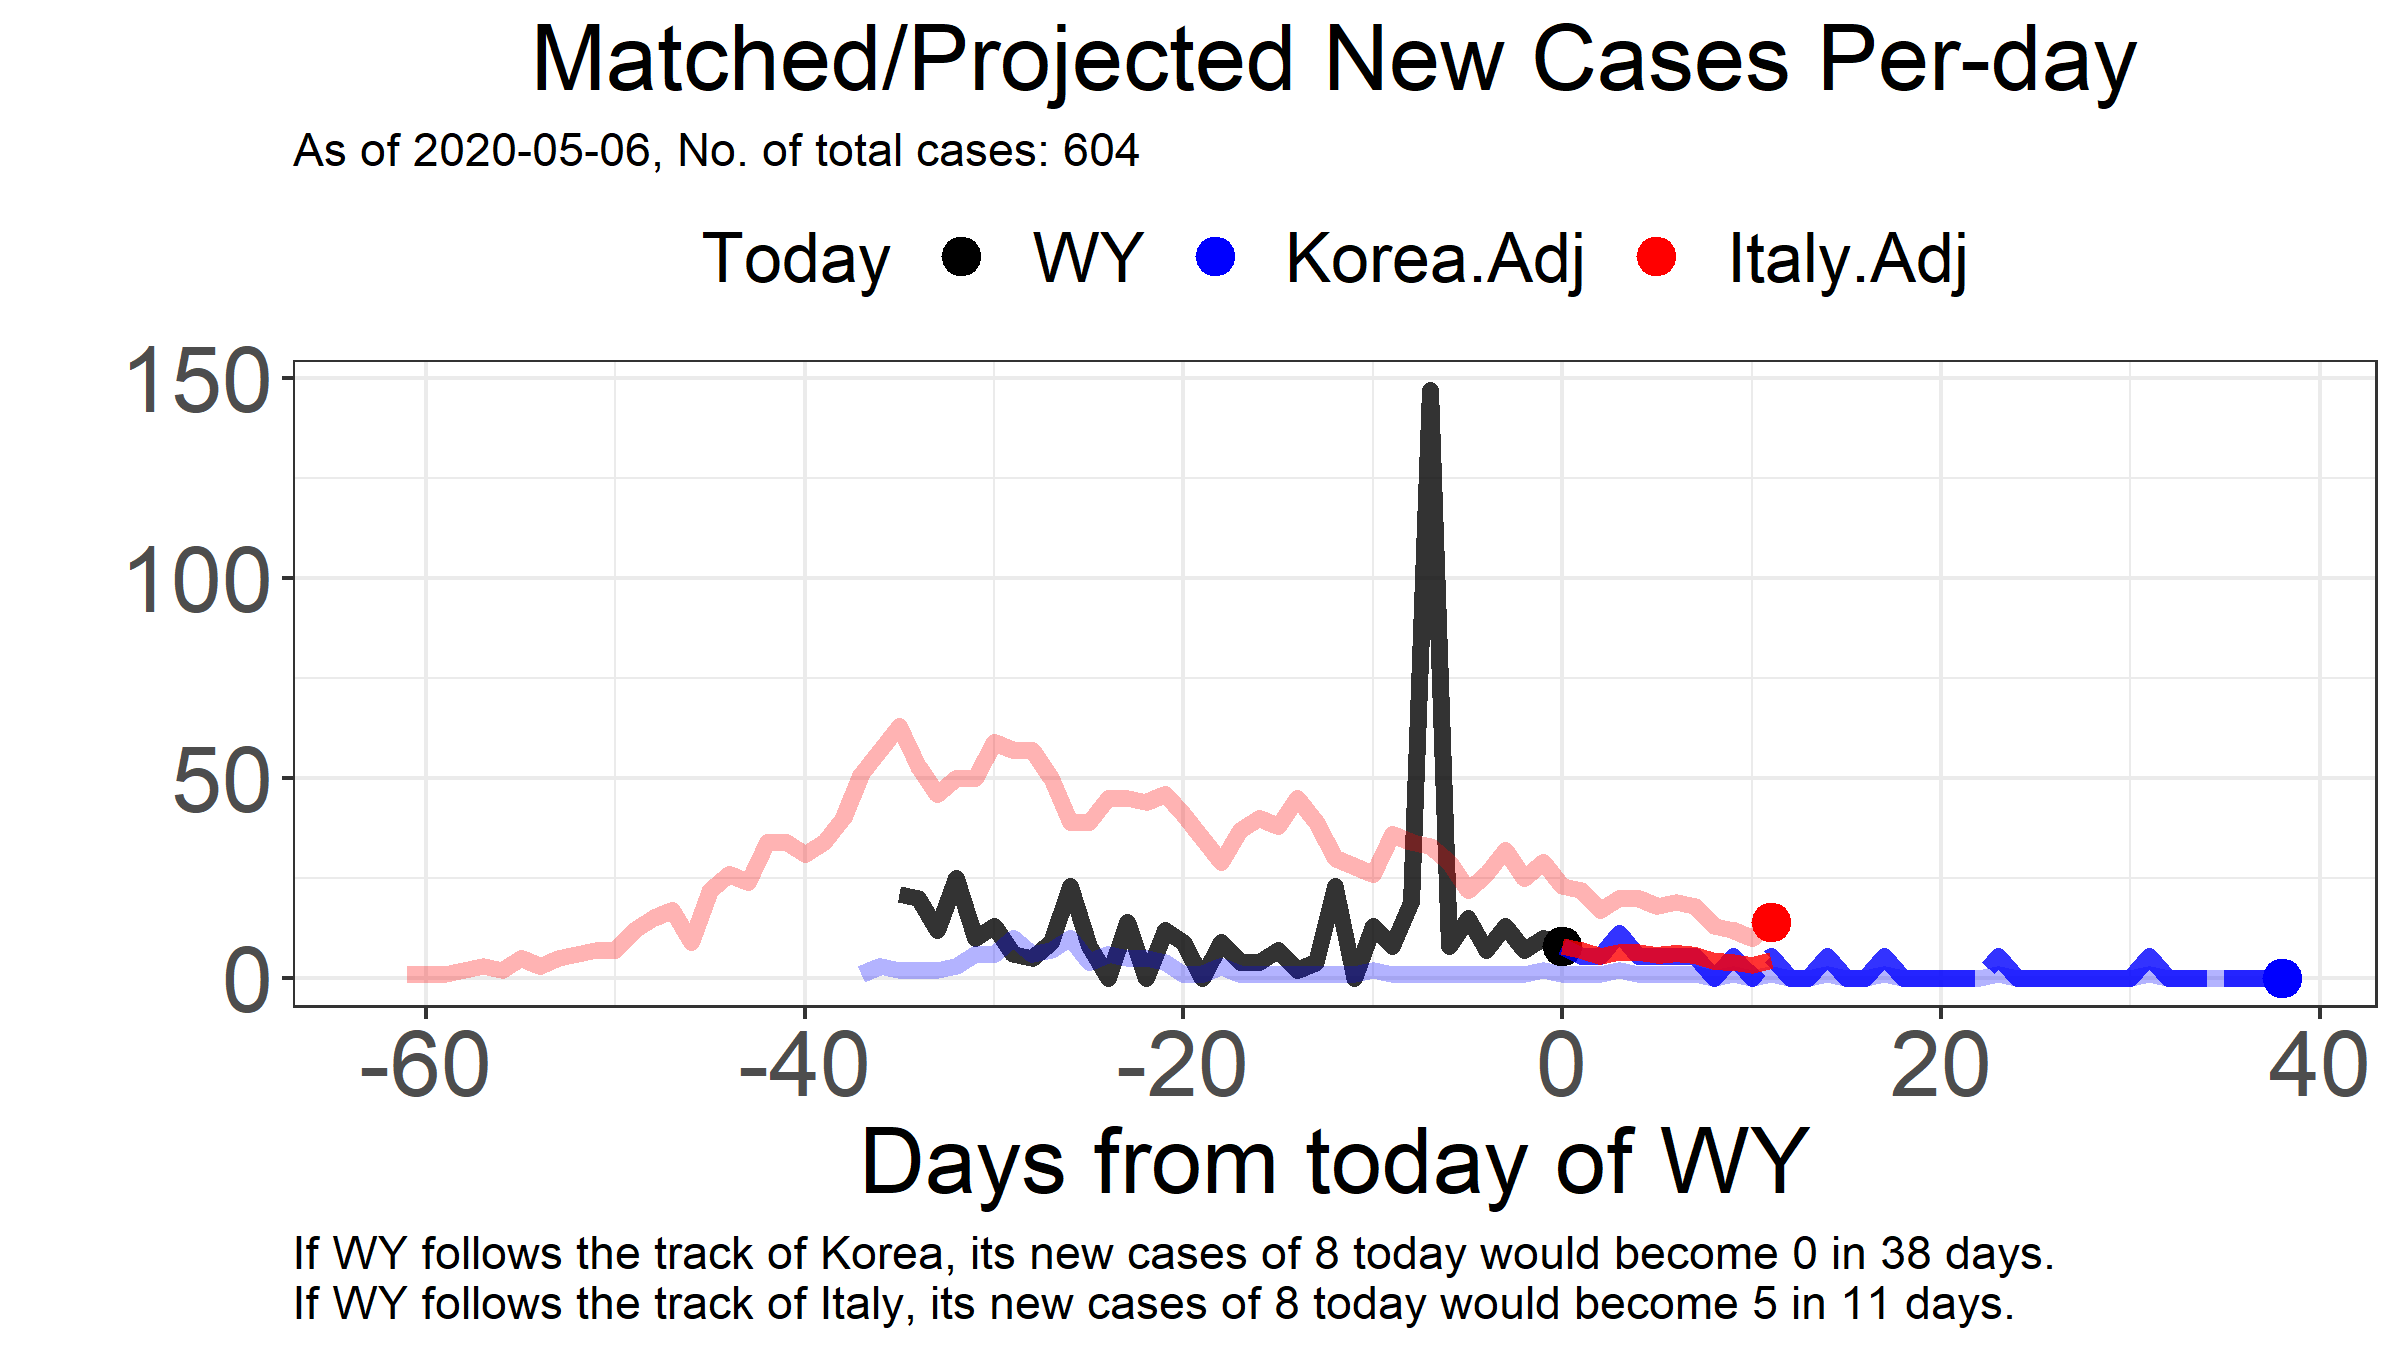 Matched/Projected New Cases Per-day
As of 2020-05-06, No. of total cases: 604
Today WY Korea.Adj Italy.Adj
150
100
50
0
-60 -40 -20 0 20 40
Days from today of WY
If WY follows the track of Korea, its new cases of 8 today would become 0 in 38 days.
If WY follows the track of Italy, its new cases of 8 today would become 5 in 11 days.